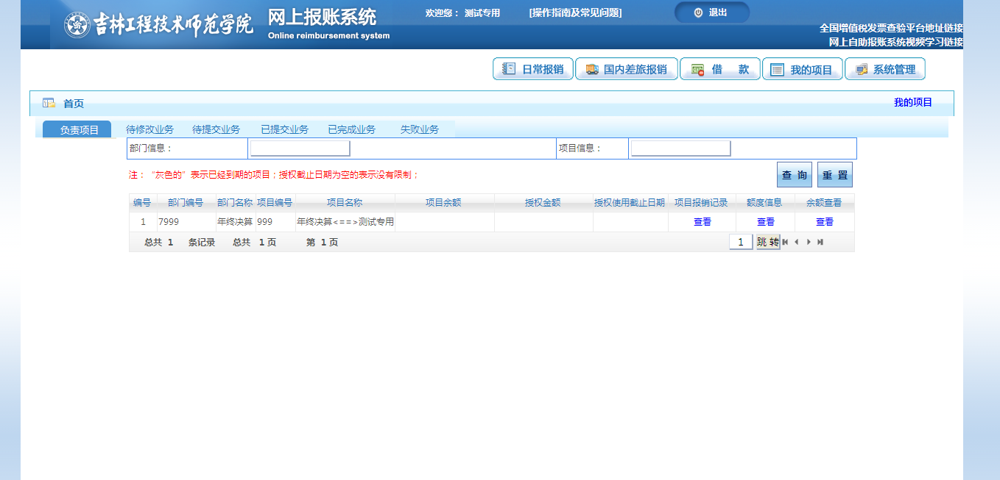 吉林工程技术师范学院 网上报账系统 欢迎您： 测试专用 [操作指南及常见问题] 退出
Online reimbursement system
全国增值税发票查验平台地址链接
网上自助报账系统视频学习链接
日常报销 国内差旅报销 借 款 我的项目 系统管理
首页 我的项目
负责项目 待修改业务 待提交业务 已提交业务 已完成业务 失败业务
部门信息： 项目信息：
注：“灰色的”表示已经到期的项目；授权截止日期为空的表示没有限制； 查 询 重 置
编号 部门编号 部门名称 项目编号 项目名称 项目余额 授权金额 授权使用截止日期 项目报销记录 额度信息 余额查看
1 7999 年终决算 999 年终决算<==>测试专用 查看 查看 查看
总共 1 条记录 总共 1 页 第 1 页 1 跳 转